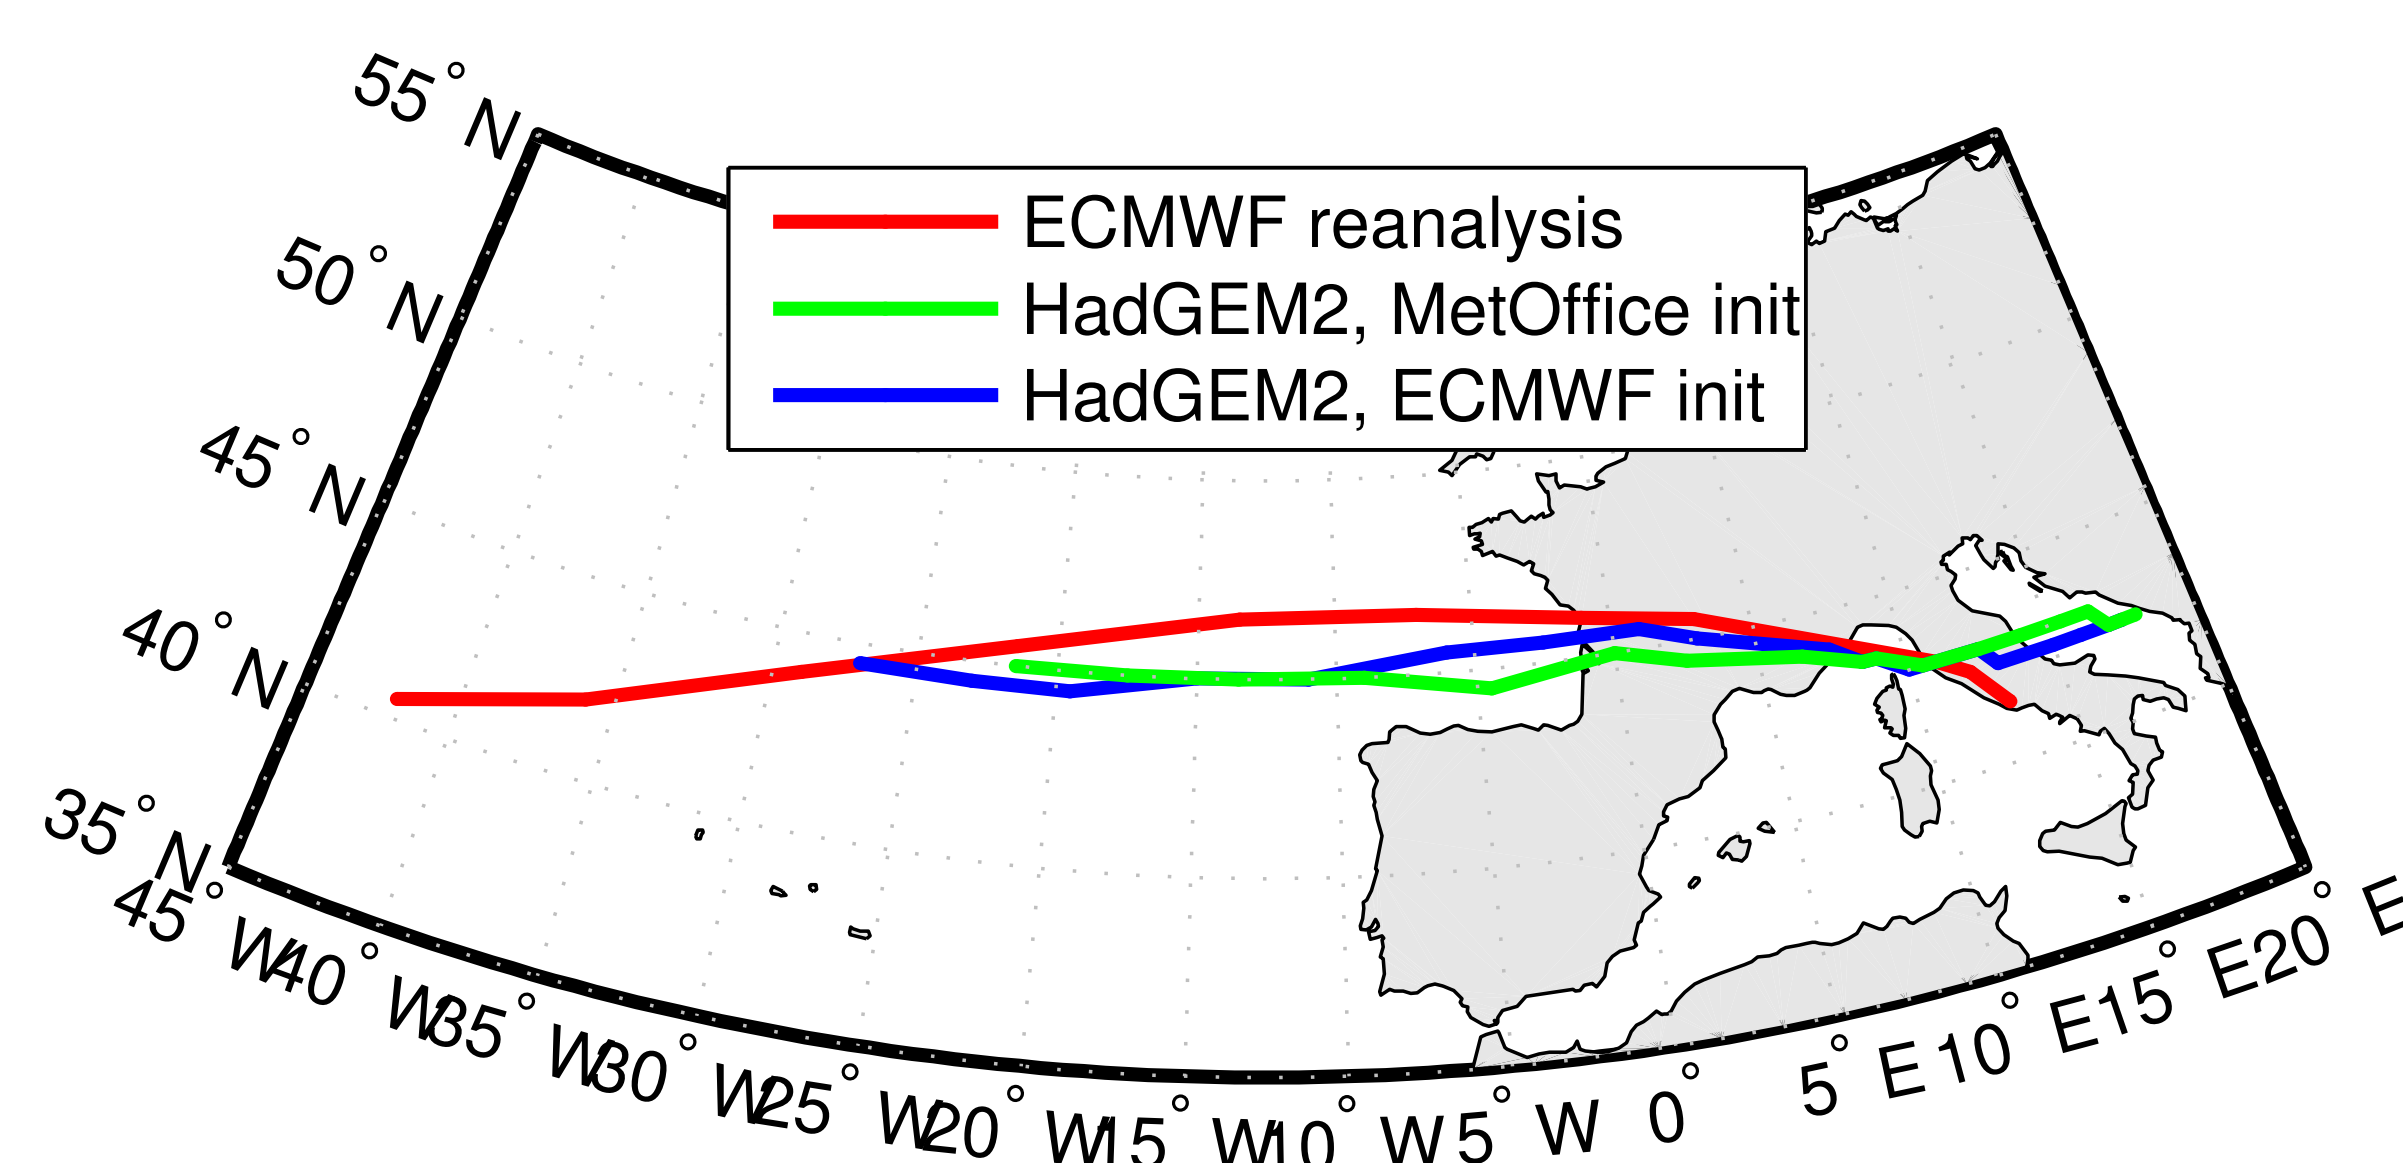 55° N
50° N
45° N
40° N
35° N
ECMWF reanalysis
HadGEM2, MetOffice init
HadGEM2, ECMWF init
45° W
40° W
35° W
30° W
25° W
20° W
15° W
10° W
5° W
0°
5° E
10° E
15° E
20° E